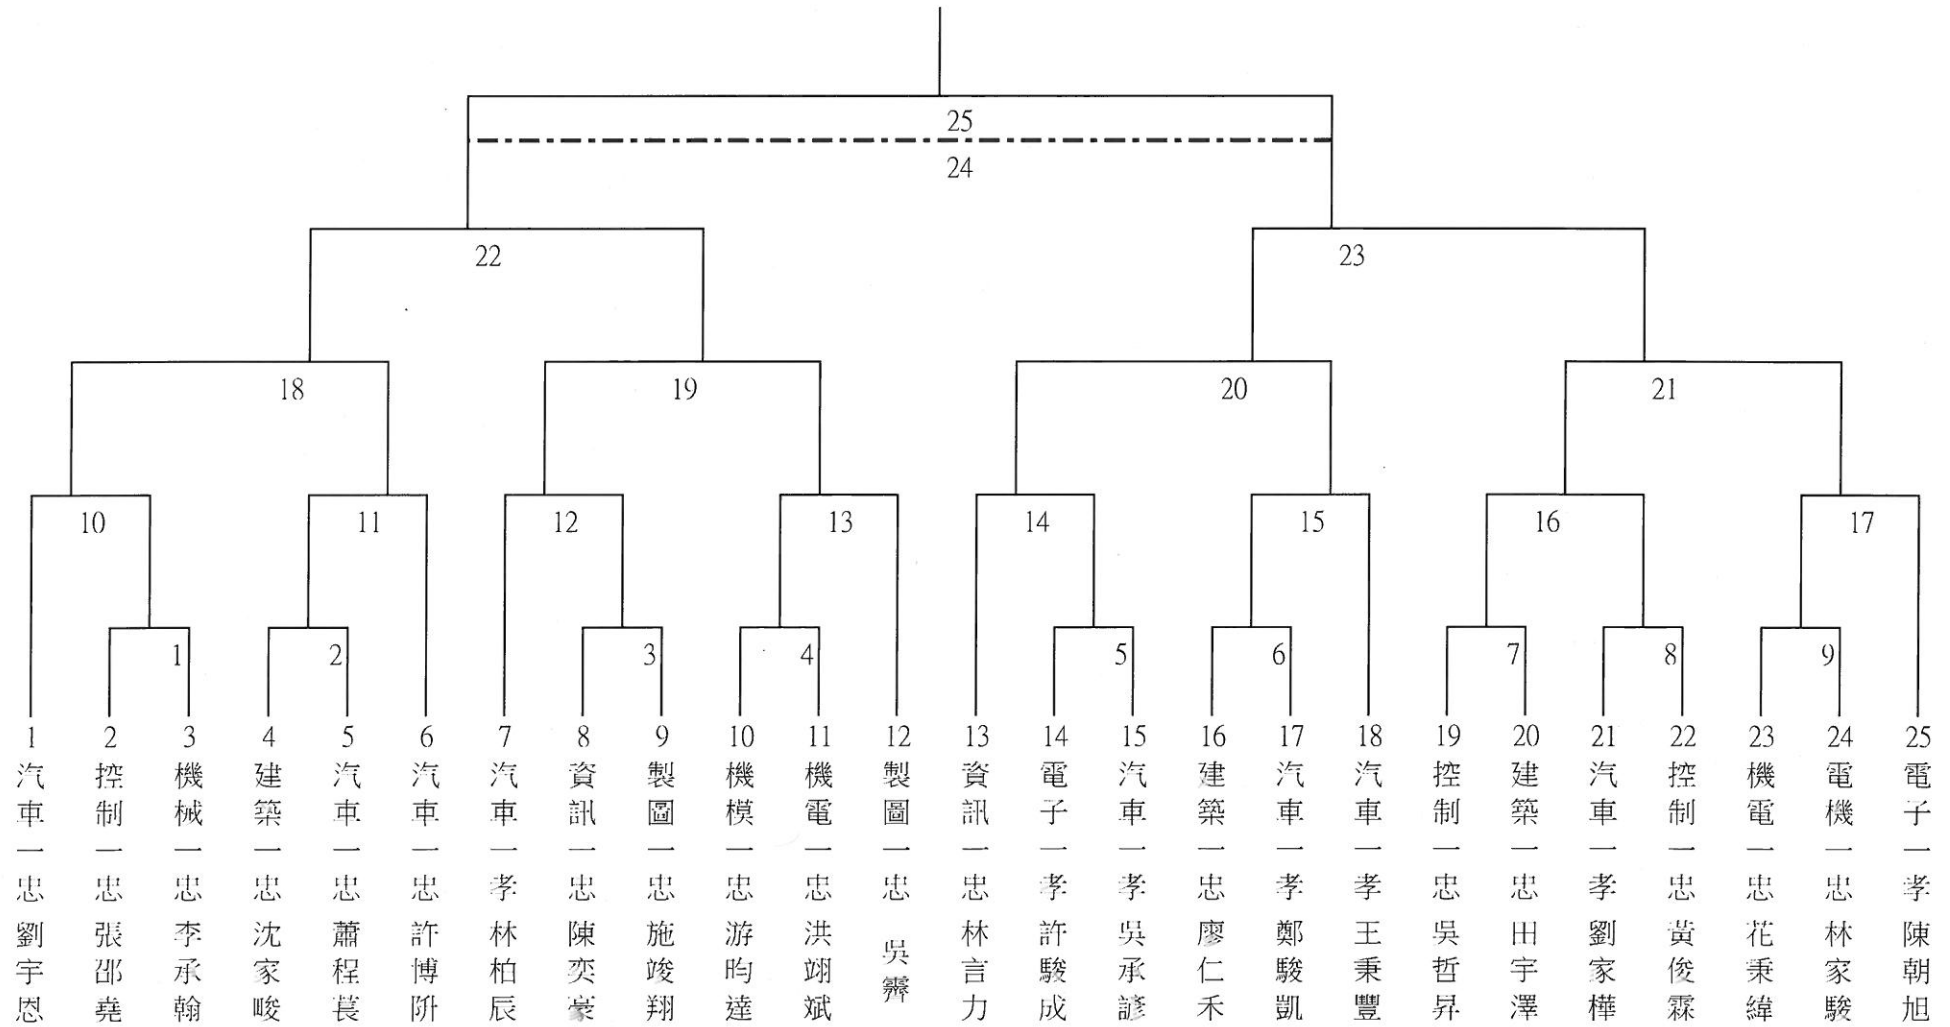 25
24
22
23
18
19
20
21
10
11
12
13
14
15
16
17
1
2
3
4
5
6
7
8
9
1 汽車一忠 劉宇恩
2 控制一忠 張邵堯
3 機械一忠 李承翰
4 建築一忠 沈家畯
5 汽車一忠 蕭程萇
6 汽車一忠 許博阩
7 汽車一孝 林柏辰
8 資訊一忠 陳奕豪
9 製圖一忠 施竣翔
10 機模一忠 游昀達
11 機電一忠 洪翊斌
12 製圖一忠 吳霽
13 資訊一忠 林言力
14 電子一孝 許駿成
15 汽車一孝 吳承諺
16 建築一忠 廖仁禾
17 汽車一孝 鄭駿凱
18 汽車一孝 王秉豐
19 控制一忠 吳哲昇
20 建築一忠 田宇澤
21 汽車一孝 劉家樺
22 控制一忠 黃俊霖
23 機電一忠 花秉緯
24 電機一忠 林家駿
25 電子一孝 陳朝旭